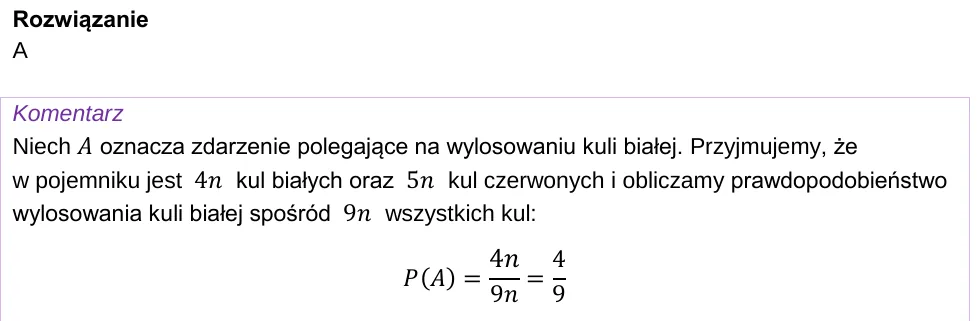 Rozwiązanie
A
Komentarz
Niech A oznacza zdarzenie polegające na wylosowaniu kuli białej. Przyjmujemy, że
w pojemniku jest 4n kul białych oraz 5n kul czerwonych i obliczamy prawdopodobieństwo
wylosowania kuli białej spośród 9n wszystkich kul:
P(A) = 4n/9n = 4/9